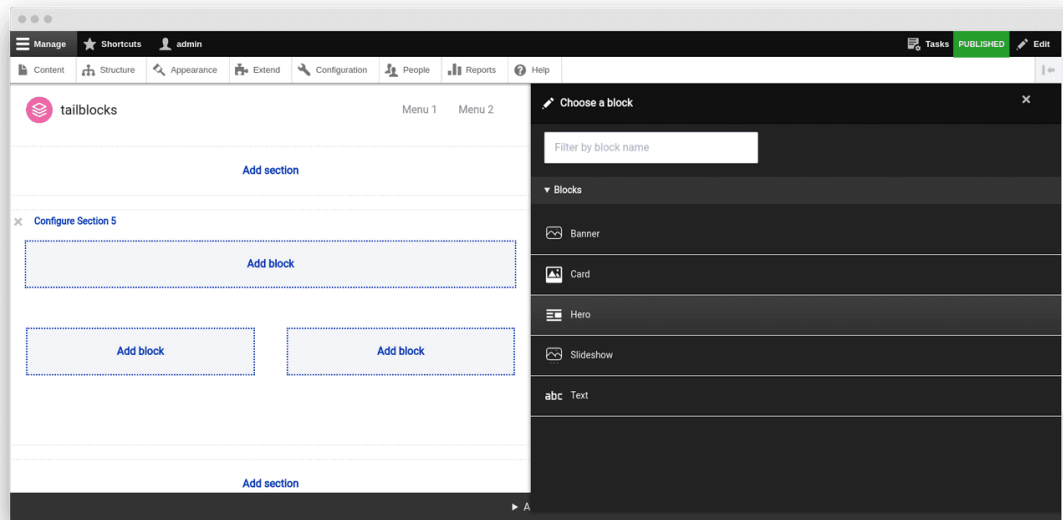 Manage Shortcuts admin Tasks PUBLISHED Edit
Content Structure Appearance Extend Configuration People Reports Help
tailblocks Menu 1 Menu 2
Add section
Configure Section 5
Add block
Add block Add block
Add section
Choose a block
Filter by block name
Blocks
Banner
Card
Hero
Slideshow
abc Text